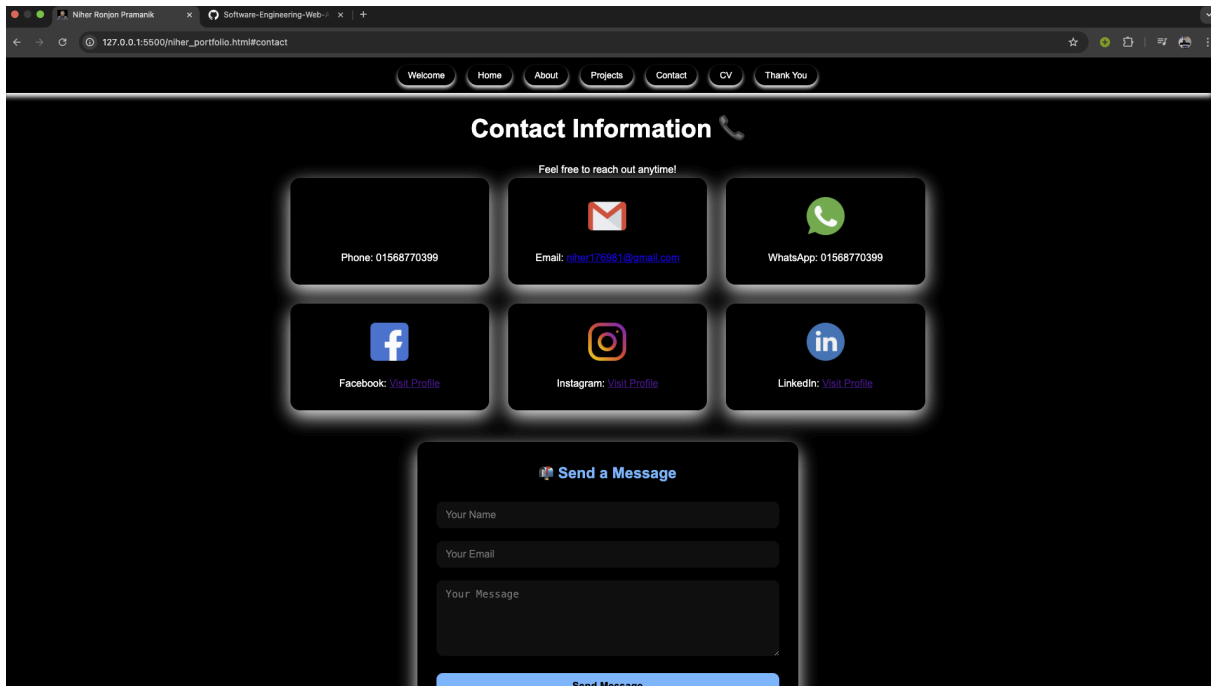 Niher Ronjon Pramanik
Software-Engineering-Web-A
127.0.0.1:5500/niher_portfolio.html#contact
Welcome Home About Projects Contact CV Thank You
Contact Information
Feel free to reach out anytime!
Phone: 01568770399
Email: niher176961@gmail.com
WhatsApp: 01568770399
Facebook: Visit Profile
Instagram: Visit Profile
LinkedIn: Visit Profile
Send a Message
Your Name
Your Email
Your Message
Send Message